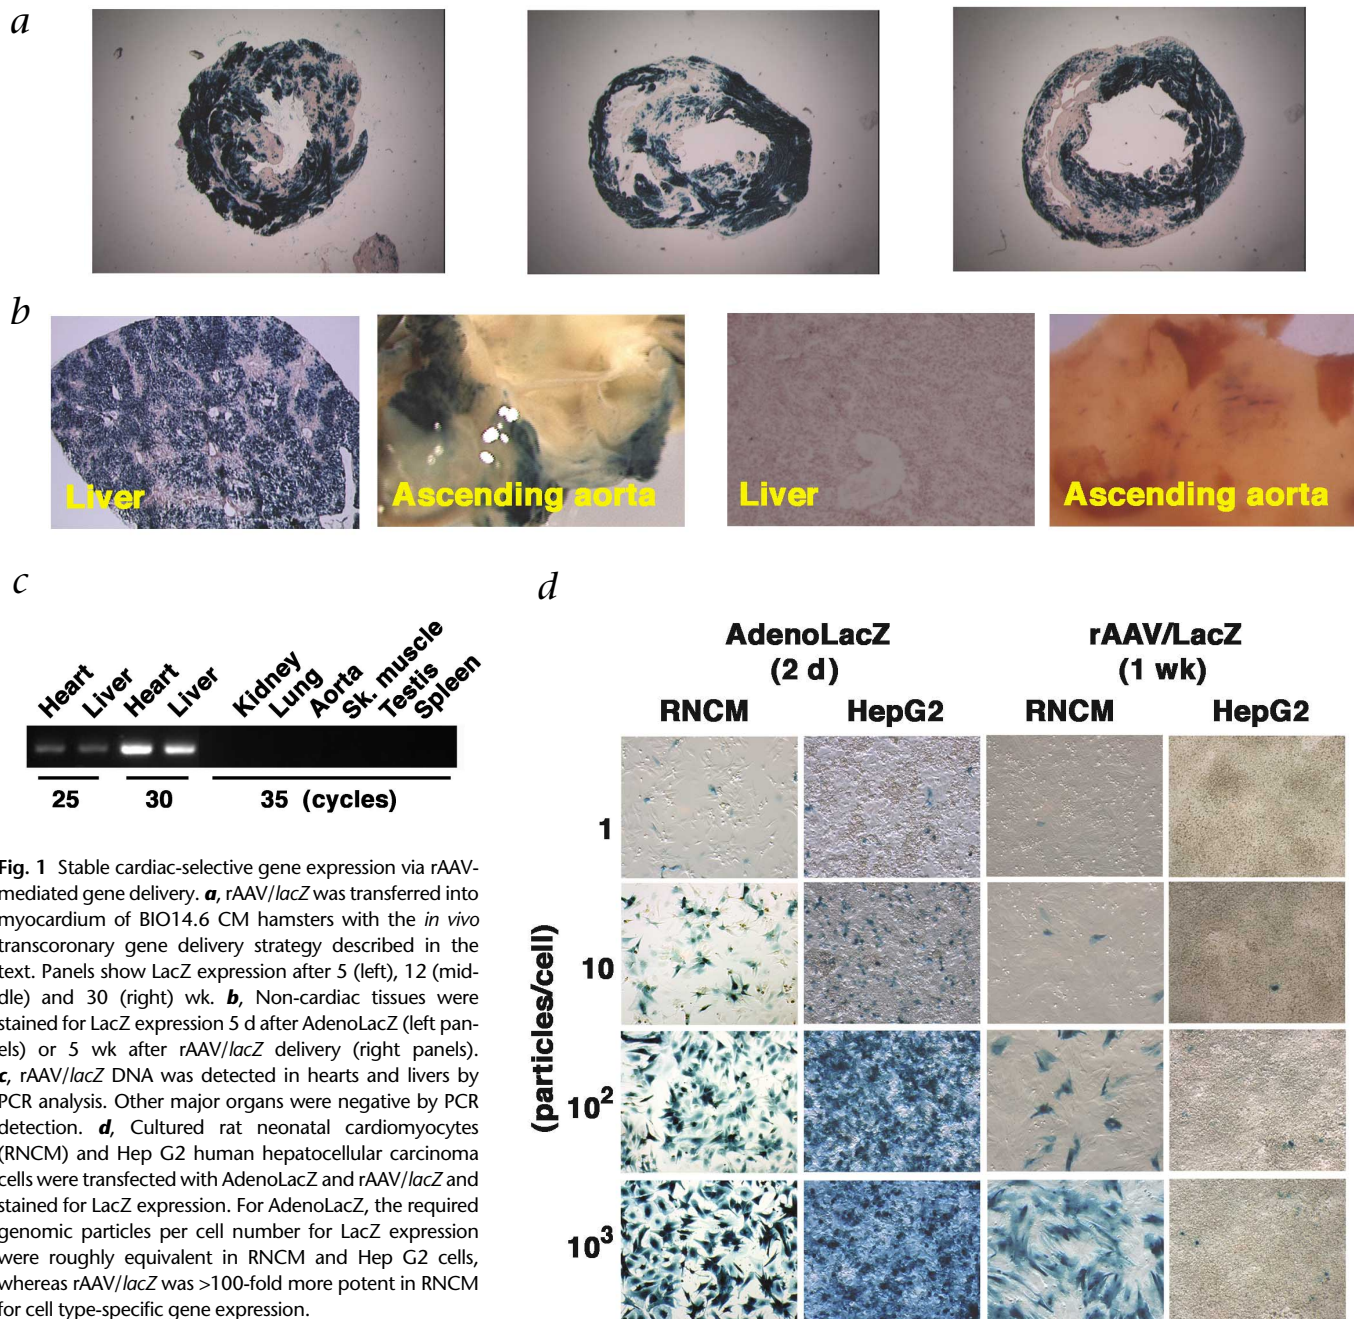 a
b
Liver
Ascending aorta
Liver
Ascending aorta
c
Heart
Liver
Heart
Liver
Kidney
Lung
Aorta
Sk. muscle
Testis
Spleen
25
30
35 (cycles)
Fig. 1 Stable cardiac-selective gene expression via rAAV-
mediated gene delivery. a, rAAV/lacZ was transferred into
myocardium of BIO14.6 CM hamsters with the in vivo
transcoronary gene delivery strategy described in the
text. Panels show LacZ expression after 5 (left), 12 (mid-
dle) and 30 (right) wk. b, Non-cardiac tissues were
stained for LacZ expression 5 d after AdenoLacZ (left pan-
els) or 5 wk after rAAV/lacZ delivery (right panels).
c, rAAV/lacZ DNA was detected in hearts and livers by
PCR analysis. Other major organs were negative by PCR
detection. d, Cultured rat neonatal cardiomyocytes
(RNCM) and Hep G2 human hepatocellular carcinoma
cells were transfected with AdenoLacZ and rAAV/lacZ and
stained for LacZ expression. For AdenoLacZ, the required
genomic particles per cell number for LacZ expression
were roughly equivalent in RNCM and Hep G2 cells,
whereas rAAV/lacZ was >100-fold more potent in RNCM
for cell type-specific gene expression.
d
AdenoLacZ
(2 d)
rAAV/LacZ
(1 wk)
RNCM
HepG2
RNCM
HepG2
(particles/cell)
1
10
10²
10³